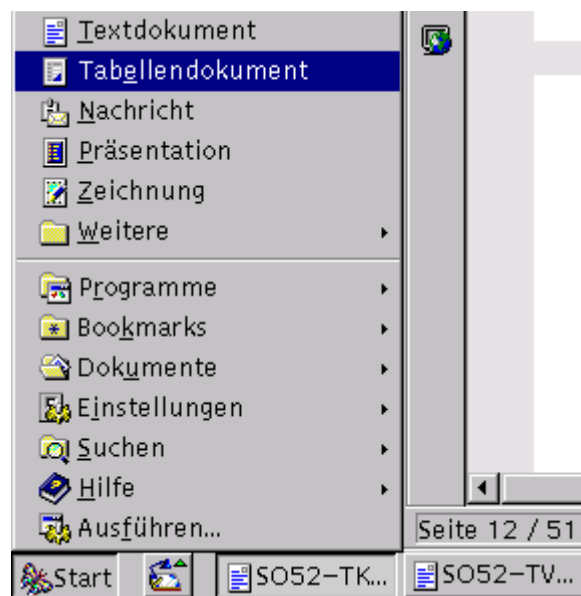 Textdokument
Tabellendokument
Nachricht
Präsentation
Zeichnung
Weitere
Programme
Bookmarks
Dokumente
Einstellungen
Suchen
Hilfe
Ausführen...
Seite 12 / 51
Start
SO52-TK...
SO52-TV...